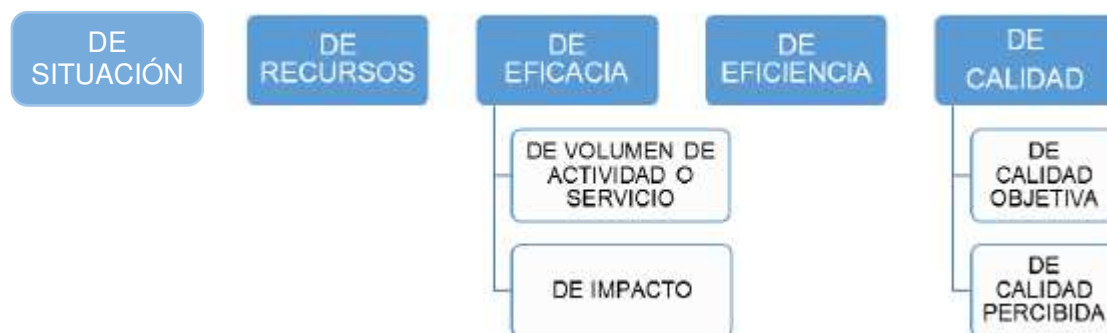 DE
SITUACIÓN
DE
RECURSOS
DE
EFICACIA
DE VOLUMEN DE
ACTIVIDAD O
SERVICIO
DE IMPACTO
DE
EFICIENCIA
DE
CALIDAD
DE
CALIDAD
OBJETIVA
DE
CALIDAD
PERCIBIDA